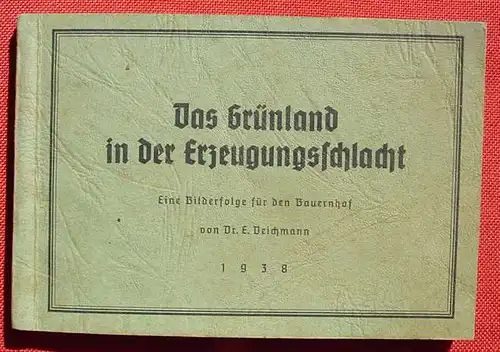 Das Grünland
in der Erzeugungsſchlacht
Eine Bilderfolge für den Bauernhof
von Dr. E. Deichmann
1938